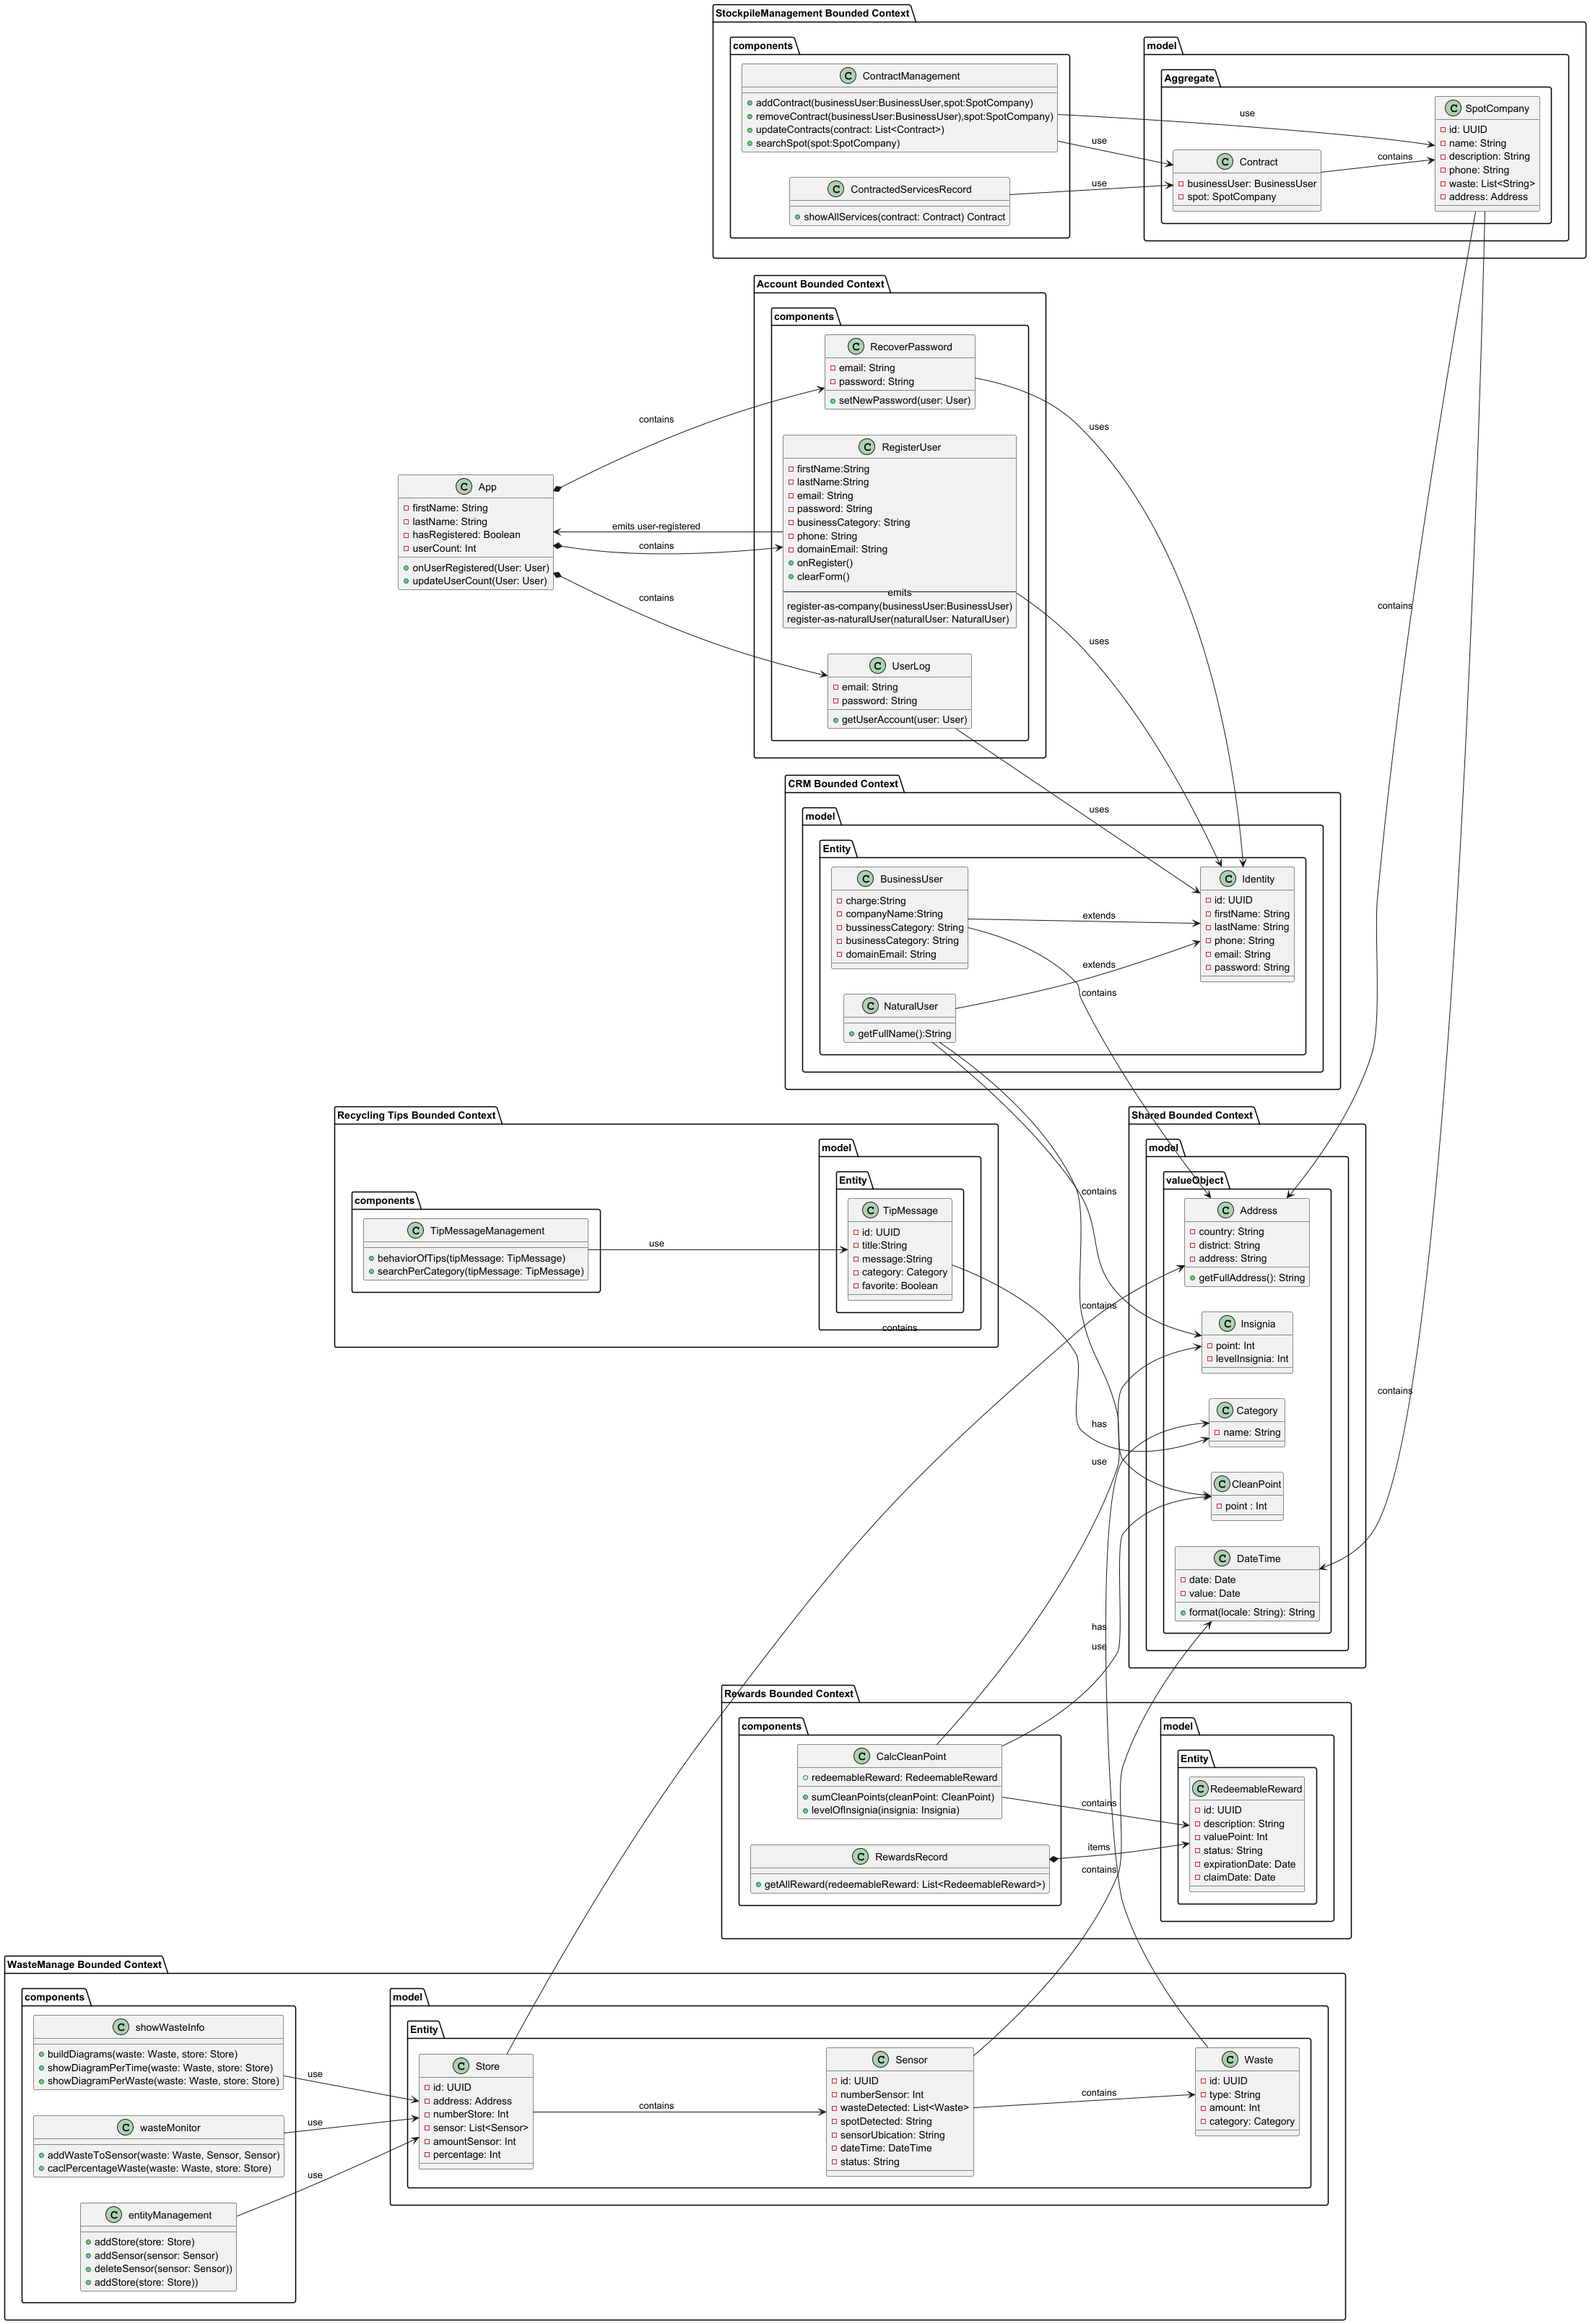 StockpileManagement Bounded Context
components
ContractManagement
addContract(businessUser:BusinessUser,spot:SpotCompany)
removeContract(businessUser:BusinessUser),spot:SpotCompany)
updateContracts(contract: List<Contract>)
searchSpot(spot:SpotCompany)
ContractedServicesRecord
showAllServices(contract: Contract) Contract
use
use
use
model
Aggregate
Contract
businessUser: BusinessUser
spot: SpotCompany
contains
SpotCompany
id: UUID
name: String
description: String
phone: String
waste: List<String>
address: Address
Account Bounded Context
components
RecoverPassword
email: String
password: String
setNewPassword(user: User)
RegisterUser
firstName:String
lastName:String
email: String
password: String
businessCategory: String
phone: String
domainEmail: String
onRegister()
clearForm()
emits
register-as-company(businessUser:BusinessUser)
register-as-naturalUser(naturalUser: NaturalUser)
UserLog
email: String
password: String
getUserAccount(user: User)
App
firstName: String
lastName: String
hasRegistered: Boolean
userCount: Int
onUserRegistered(User: User)
updateUserCount(User: User)
contains
emits user-registered
contains
contains
uses
uses
uses
contains
CRM Bounded Context
model
Entity
BusinessUser
charge:String
companyName:String
bussinessCategory: String
businessCategory: String
domainEmail: String
NaturalUser
getFullName():String
extends
extends
contains
Identity
id: UUID
firstName: String
lastName: String
phone: String
email: String
password: String
Recycling Tips Bounded Context
components
TipMessageManagement
behaviorOfTips(tipMessage: TipMessage)
searchPerCategory(tipMessage: TipMessage)
use
model
Entity
TipMessage
id: UUID
title:String
message:String
category: Category
favorite: Boolean
contains
contains
contains
has
use
has
use
contains
Shared Bounded Context
model
valueObject
Address
country: String
district: String
address: String
getFullAddress(): String
Insignia
point: Int
levelInsignia: Int
Category
name: String
CleanPoint
point : Int
DateTime
date: Date
value: Date
format(locale: String): String
contains
Rewards Bounded Context
components
CalcCleanPoint
redeemableReward: RedeemableReward
sumCleanPoints(cleanPoint: CleanPoint)
levelOfInsignia(insignia: Insignia)
RewardsRecord
getAllReward(redeemableReward: List<RedeemableReward>)
contains
items
model
Entity
RedeemableReward
id: UUID
description: String
valuePoint: Int
status: String
expirationDate: Date
claimDate: Date
WasteManage Bounded Context
components
showWasteInfo
buildDiagrams(waste: Waste, store: Store)
showDiagramPerTime(waste: Waste, store: Store)
showDiagramPerWaste(waste: Waste, store: Store)
wasteMonitor
addWasteToSensor(waste: Waste, Sensor, Sensor)
caclPercentageWaste(waste: Waste, store: Store)
entityManagement
addStore(store: Store)
addSensor(sensor: Sensor)
deleteSensor(sensor: Sensor))
addStore(store: Store))
use
use
use
model
Entity
Store
id: UUID
address: Address
numberStore: Int
sensor: List<Sensor>
amountSensor: Int
percentage: Int
contains
Sensor
id: UUID
numberSensor: Int
wasteDetected: List<Waste>
spotDetected: String
sensorUbication: String
dateTime: DateTime
status: String
contains
Waste
id: UUID
type: String
amount: Int
category: Category